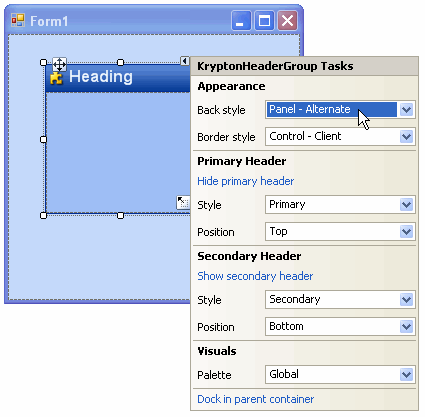 Form1
Heading
KryptonHeaderGroup Tasks
Appearance
Back style Panel - Alternate
Border style Control - Client
Primary Header
Hide primary header
Style Primary
Position Top
Secondary Header
Show secondary header
Style Secondary
Position Bottom
Visuals
Palette Global
Dock in parent container